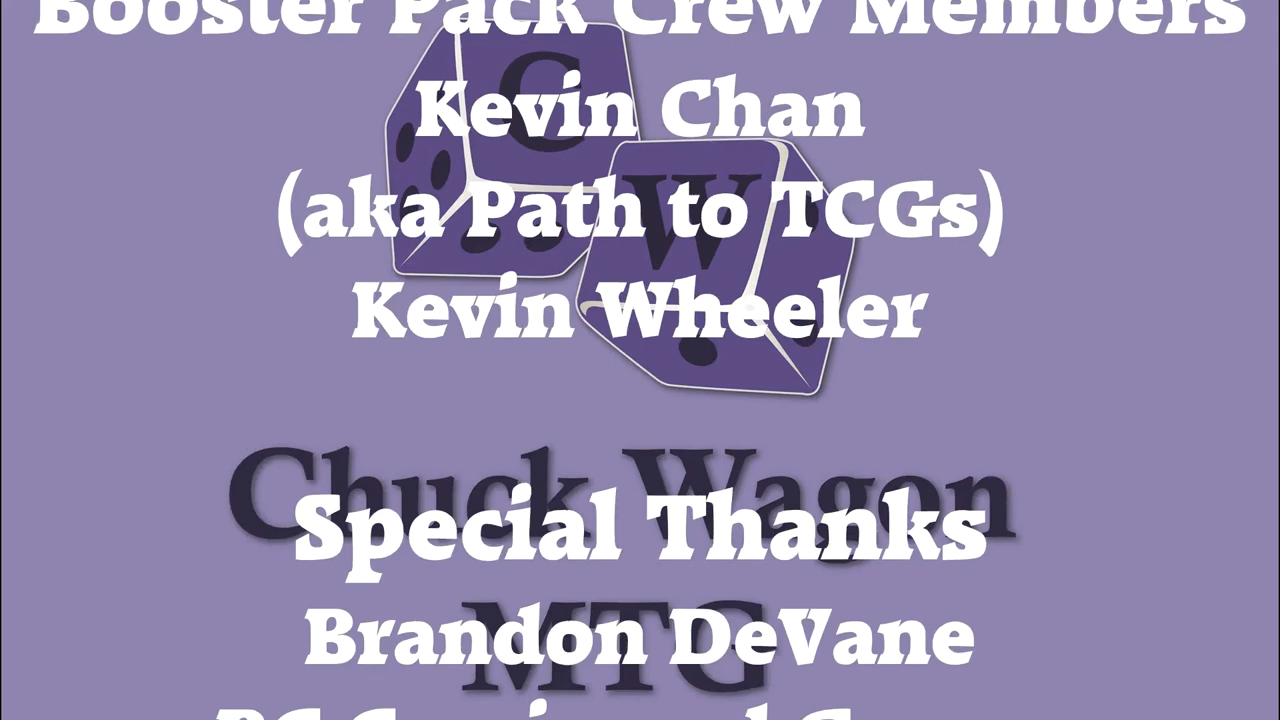 Booster Pack Crew Members
C
Kevin Chan
W
(aka Path to TCGs)
Kevin Wheeler
Chuck Wagon
Special Thanks
MTG
Brandon DeVane